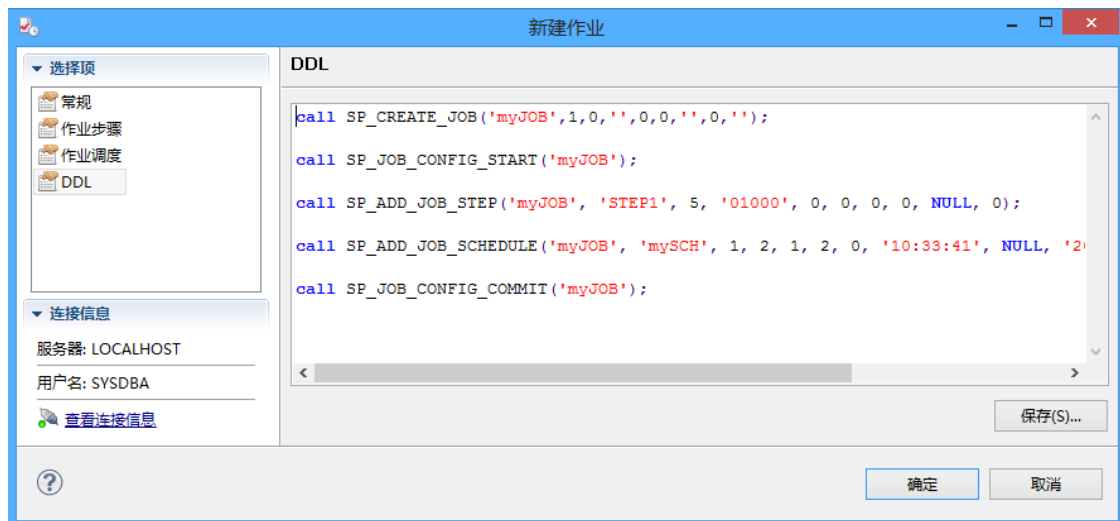 新建作业
选择项
常规
作业步骤
作业调度
DDL
连接信息
服务器: LOCALHOST
用户名: SYSDBA
查看连接信息
DDL
call SP_CREATE_JOB('myJOB',1,0,'',0,0,'',0,'');
call SP_JOB_CONFIG_START('myJOB');
call SP_ADD_JOB_STEP('myJOB', 'STEP1', 5, '01000', 0, 0, 0, 0, NULL, 0);
call SP_ADD_JOB_SCHEDULE('myJOB', 'mySCH', 1, 2, 1, 2, 0, '10:33:41', NULL, '2
call SP_JOB_CONFIG_COMMIT('myJOB');
保存(S)...
确定
取消